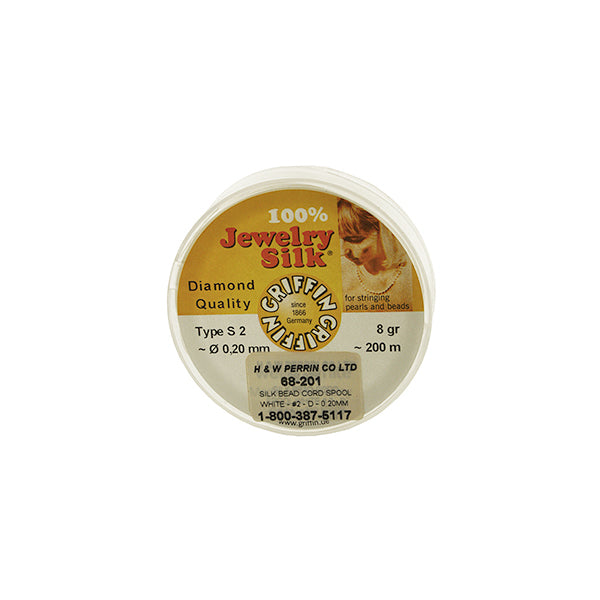 100%
Jewelry
Silk®
Diamond
Quality
GRIFFIN GRIFFIN
since
1866
Germany
for stringing
pearls and beads
Type S 2
~ Ø 0,20 mm
8 gr
~ 200 m
H & W PERRIN CO LTD
68-201
SILK BEAD CORD SPOOL
WHITE - #2 - D - 0.20MM
1-800-387-5117
www.griffin.de